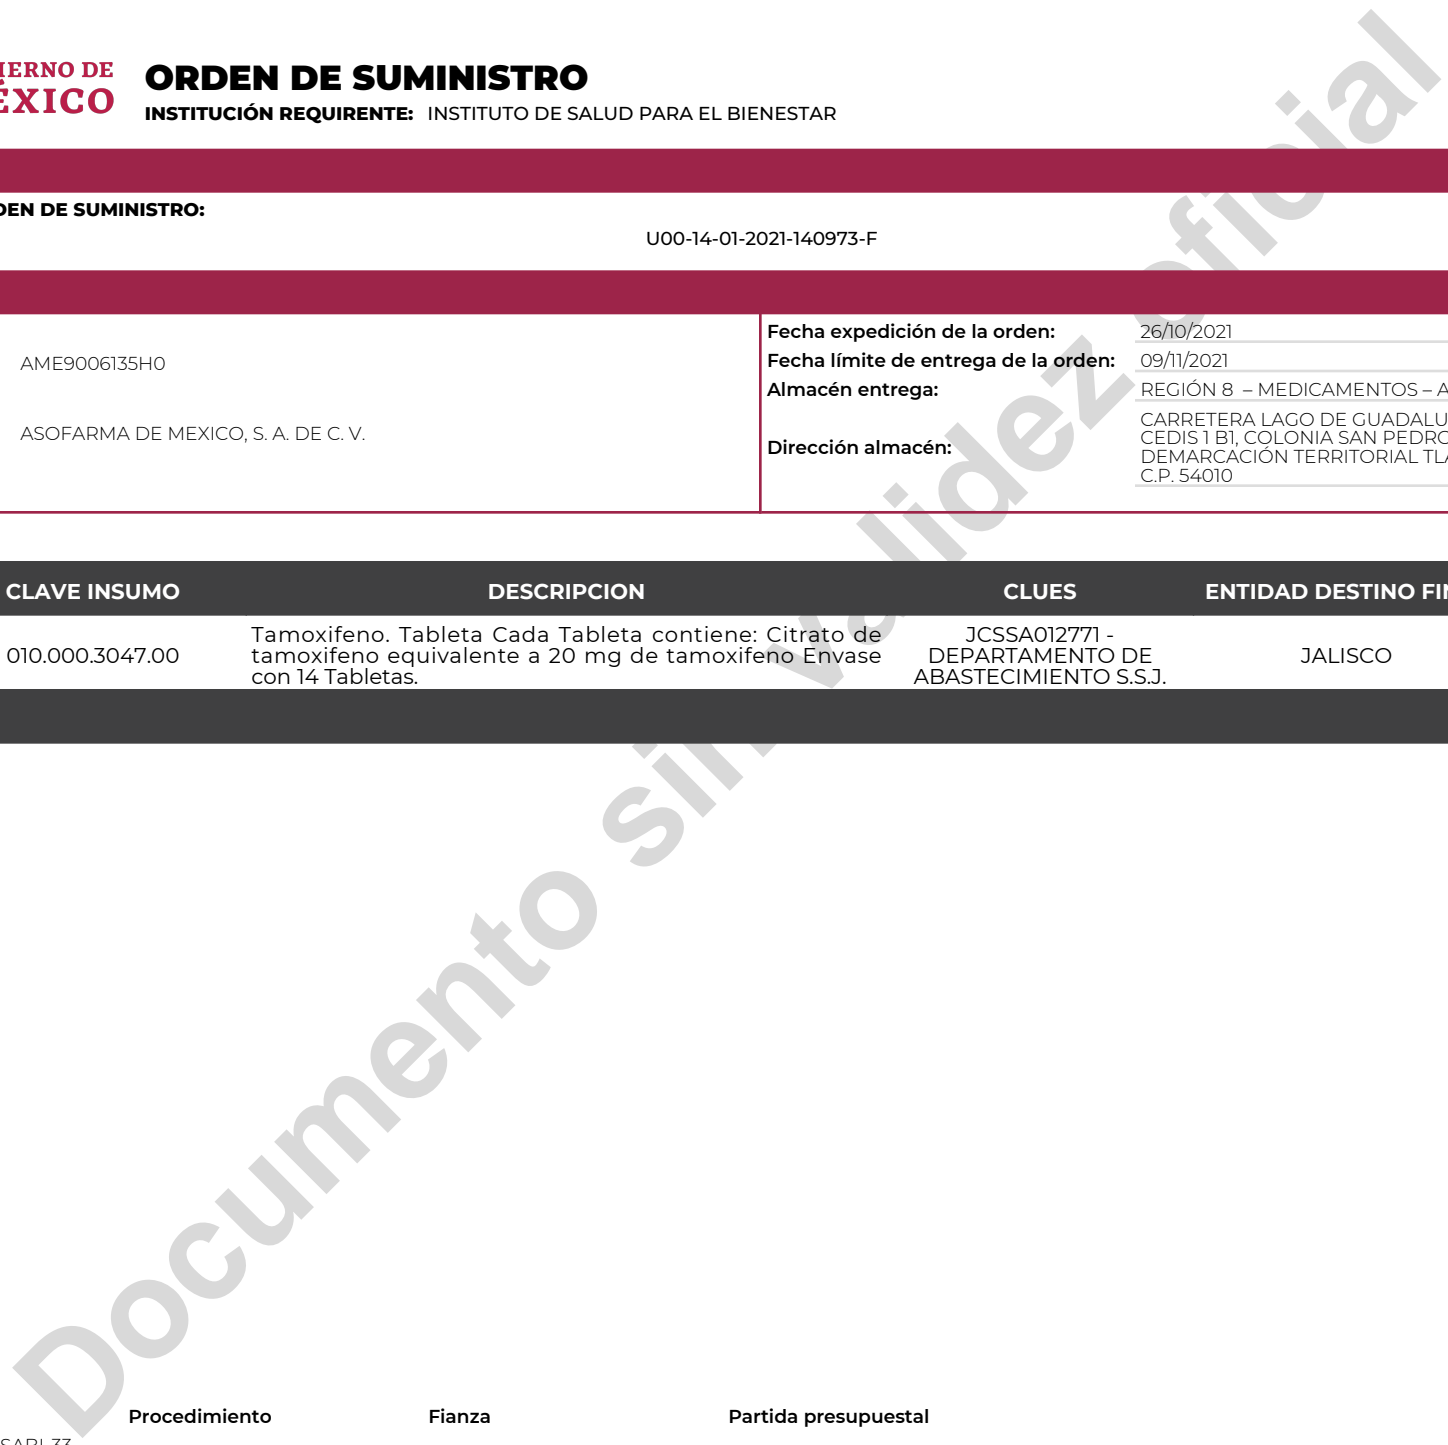 IERNO DE
ÉXICO
ORDEN DE SUMINISTRO
INSTITUCIÓN REQUIRENTE: INSTITUTO DE SALUD PARA EL BIENESTAR
DEN DE SUMINISTRO:
U00-14-01-2021-140973-F
AME9006135H0
ASOFARMA DE MEXICO, S. A. DE C. V.
Fecha expedición de la orden: 26/10/2021
Fecha límite de entrega de la orden: 09/11/2021
Almacén entrega: REGIÓN 8 – MEDICAMENTOS – A
Dirección almacén: CARRETERA LAGO DE GUADALU
CEDIS 1 B1, COLONIA SAN PEDRO
DEMARCACIÓN TERRITORIAL TLA
C.P. 54010
CLAVE INSUMO DESCRIPCION CLUES ENTIDAD DESTINO FIN
010.000.3047.00
Tamoxifeno. Tableta Cada Tableta contiene: Citrato de
tamoxifeno equivalente a 20 mg de tamoxifeno Envase
con 14 Tabletas.
JCSSA012771 -
DEPARTAMENTO DE
ABASTECIMIENTO S.S.J.
JALISCO
Documento sin validez oficial
Procedimiento Fianza Partida presupuestal